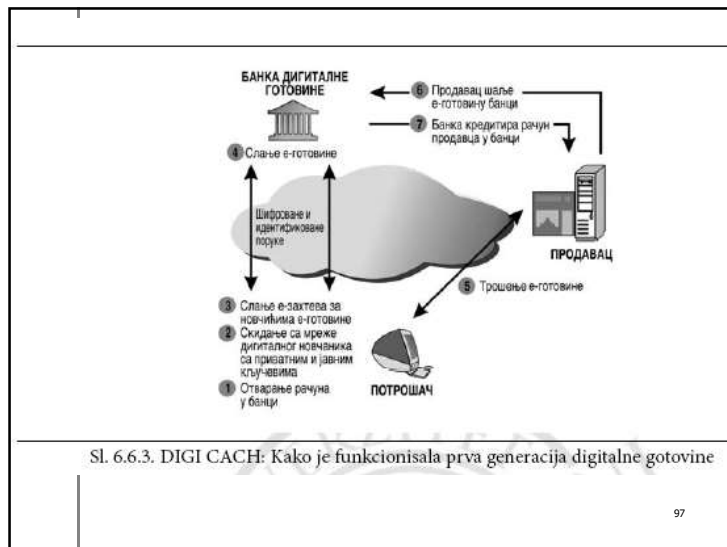 БАНКА ДИГИТАЛНЕ
ГОТОВИНЕ
6 Продавац шаље
е-готовину банци
7 Банка кредитира рачун
продавца у банци
4 Слање е-готовине
Шифроване и
идентификоване
поруке
ПРОДАВАЦ
5 Трошење е-готовине
3 Слање е-захтева за
новчићима е-готовине
2 Скидање са мреже
дигиталног новчаника
са приватним и јавним
кључевима
1 Отварање рачуна
у банци
ПОТРОШАЧ
Sl. 6.6.3. DIGI CACH: Kako je funkcionisala prva generacija digitalne gotovine
97